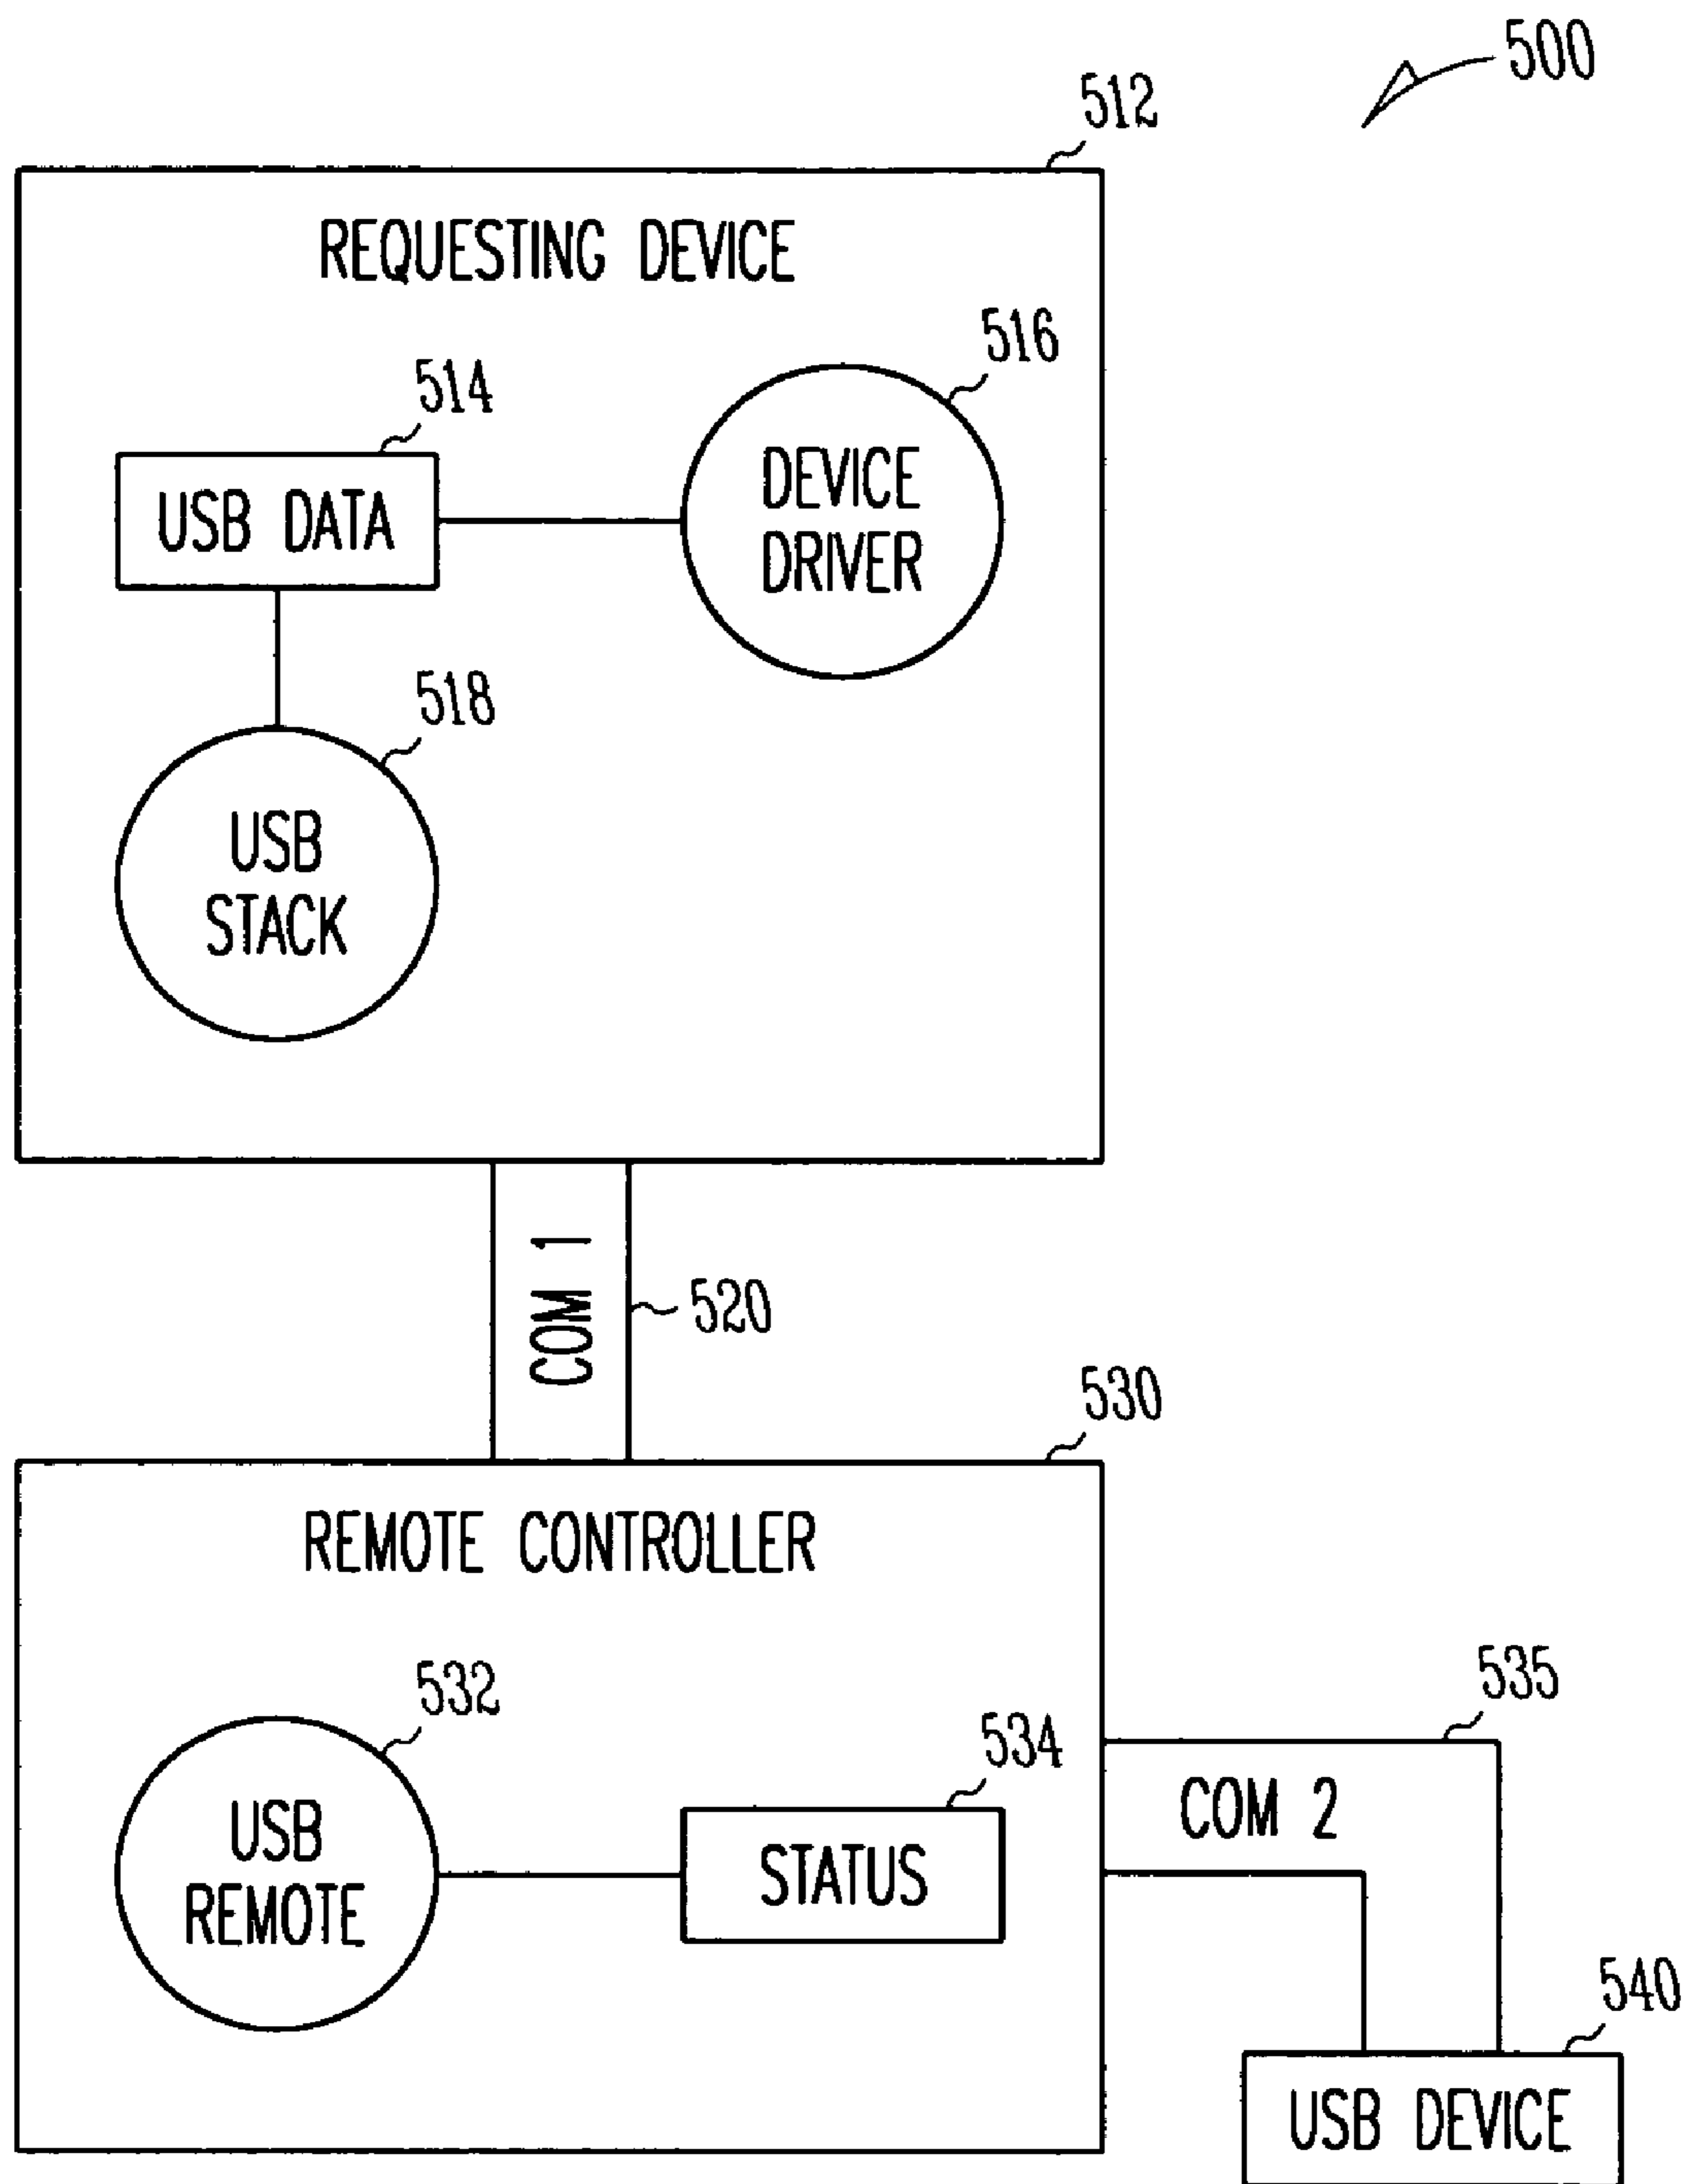 500
512
REQUESTING DEVICE
516
514
DEVICE
DRIVER
USB DATA
518
USB
STACK
COM 1
520
530
REMOTE CONTROLLER
532
535
534
USB
REMOTE
STATUS
COM 2
540
USB DEVICE